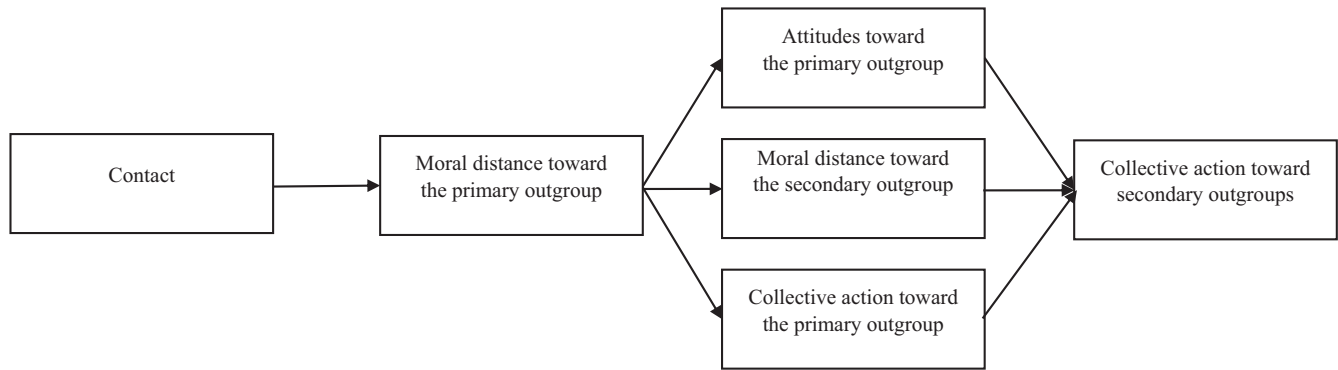 Contact
Moral distance toward
the primary outgroup
Attitudes toward
the primary outgroup
Moral distance toward
the secondary outgroup
Collective action toward
the primary outgroup
Collective action toward
secondary outgroups